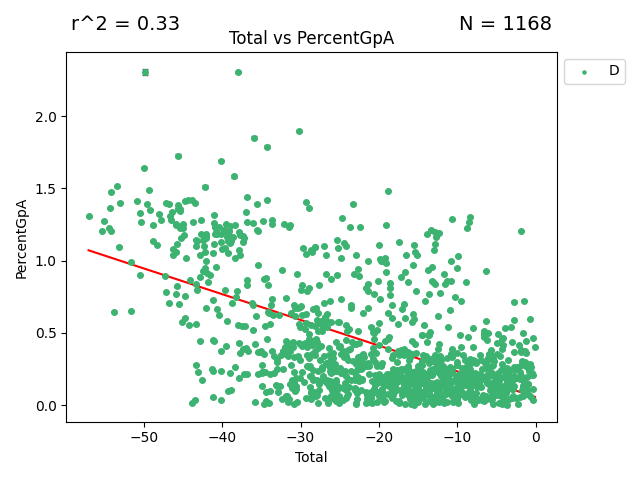 r^2 = 0.33 N = 1168
Total vs PercentGpA
D
PercentGpA
2.0
1.5
1.0
0.5
0.0
−50 −40 −30 −20 −10 0
Total